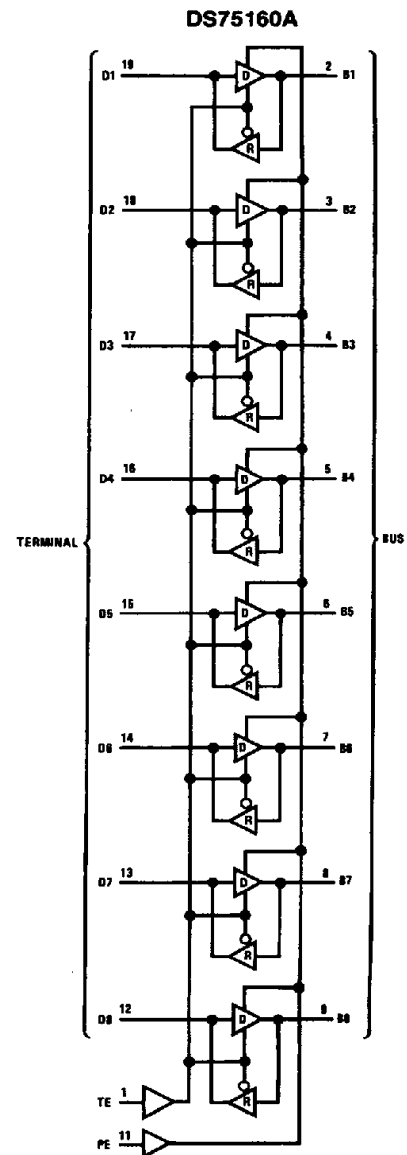 DS75160A
D1 19 D 2 B1
R
D2 18 D 3 B2
R
D3 17 D 4 B3
R
D4 16 D 5 B4
R
TERMINAL BUS
D5 15 D 6 B5
R
D6 14 D 7 B6
R
D7 13 D 8 B7
R
D8 12 D 9 B8
R
TE 1
PE 11